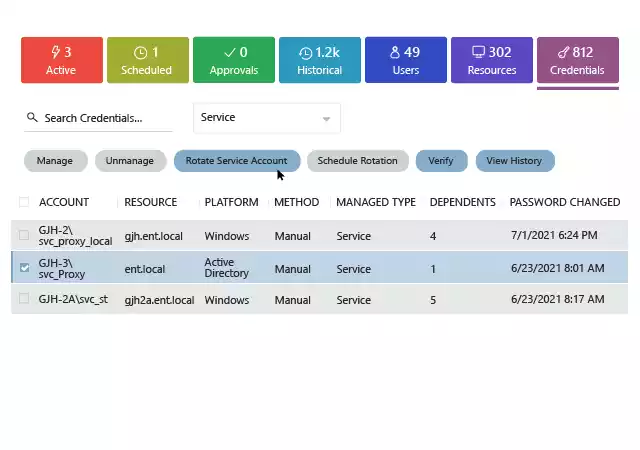 3 1 0 1.2k 49 302 812
Active Scheduled Approvals Historical Users Resources Credentials
Search Credentials... Service
Manage Unmanage Rotate Service Account Schedule Rotation Verify View History
ACCOUNT RESOURCE PLATFORM METHOD MANAGED TYPE DEPENDENTS PASSWORD CHANGED
GJH-2\
svc_proxy_local gjh.ent.local Windows Manual Service 4 7/1/2021 6:24 PM
GJH-3\ Active
svc_Proxy ent.local Directory Manual Service 1 6/23/2021 8:01 AM
GJH-2A\svc_st gjh2a.ent.local Windows Manual Service 5 6/23/2021 8:17 AM